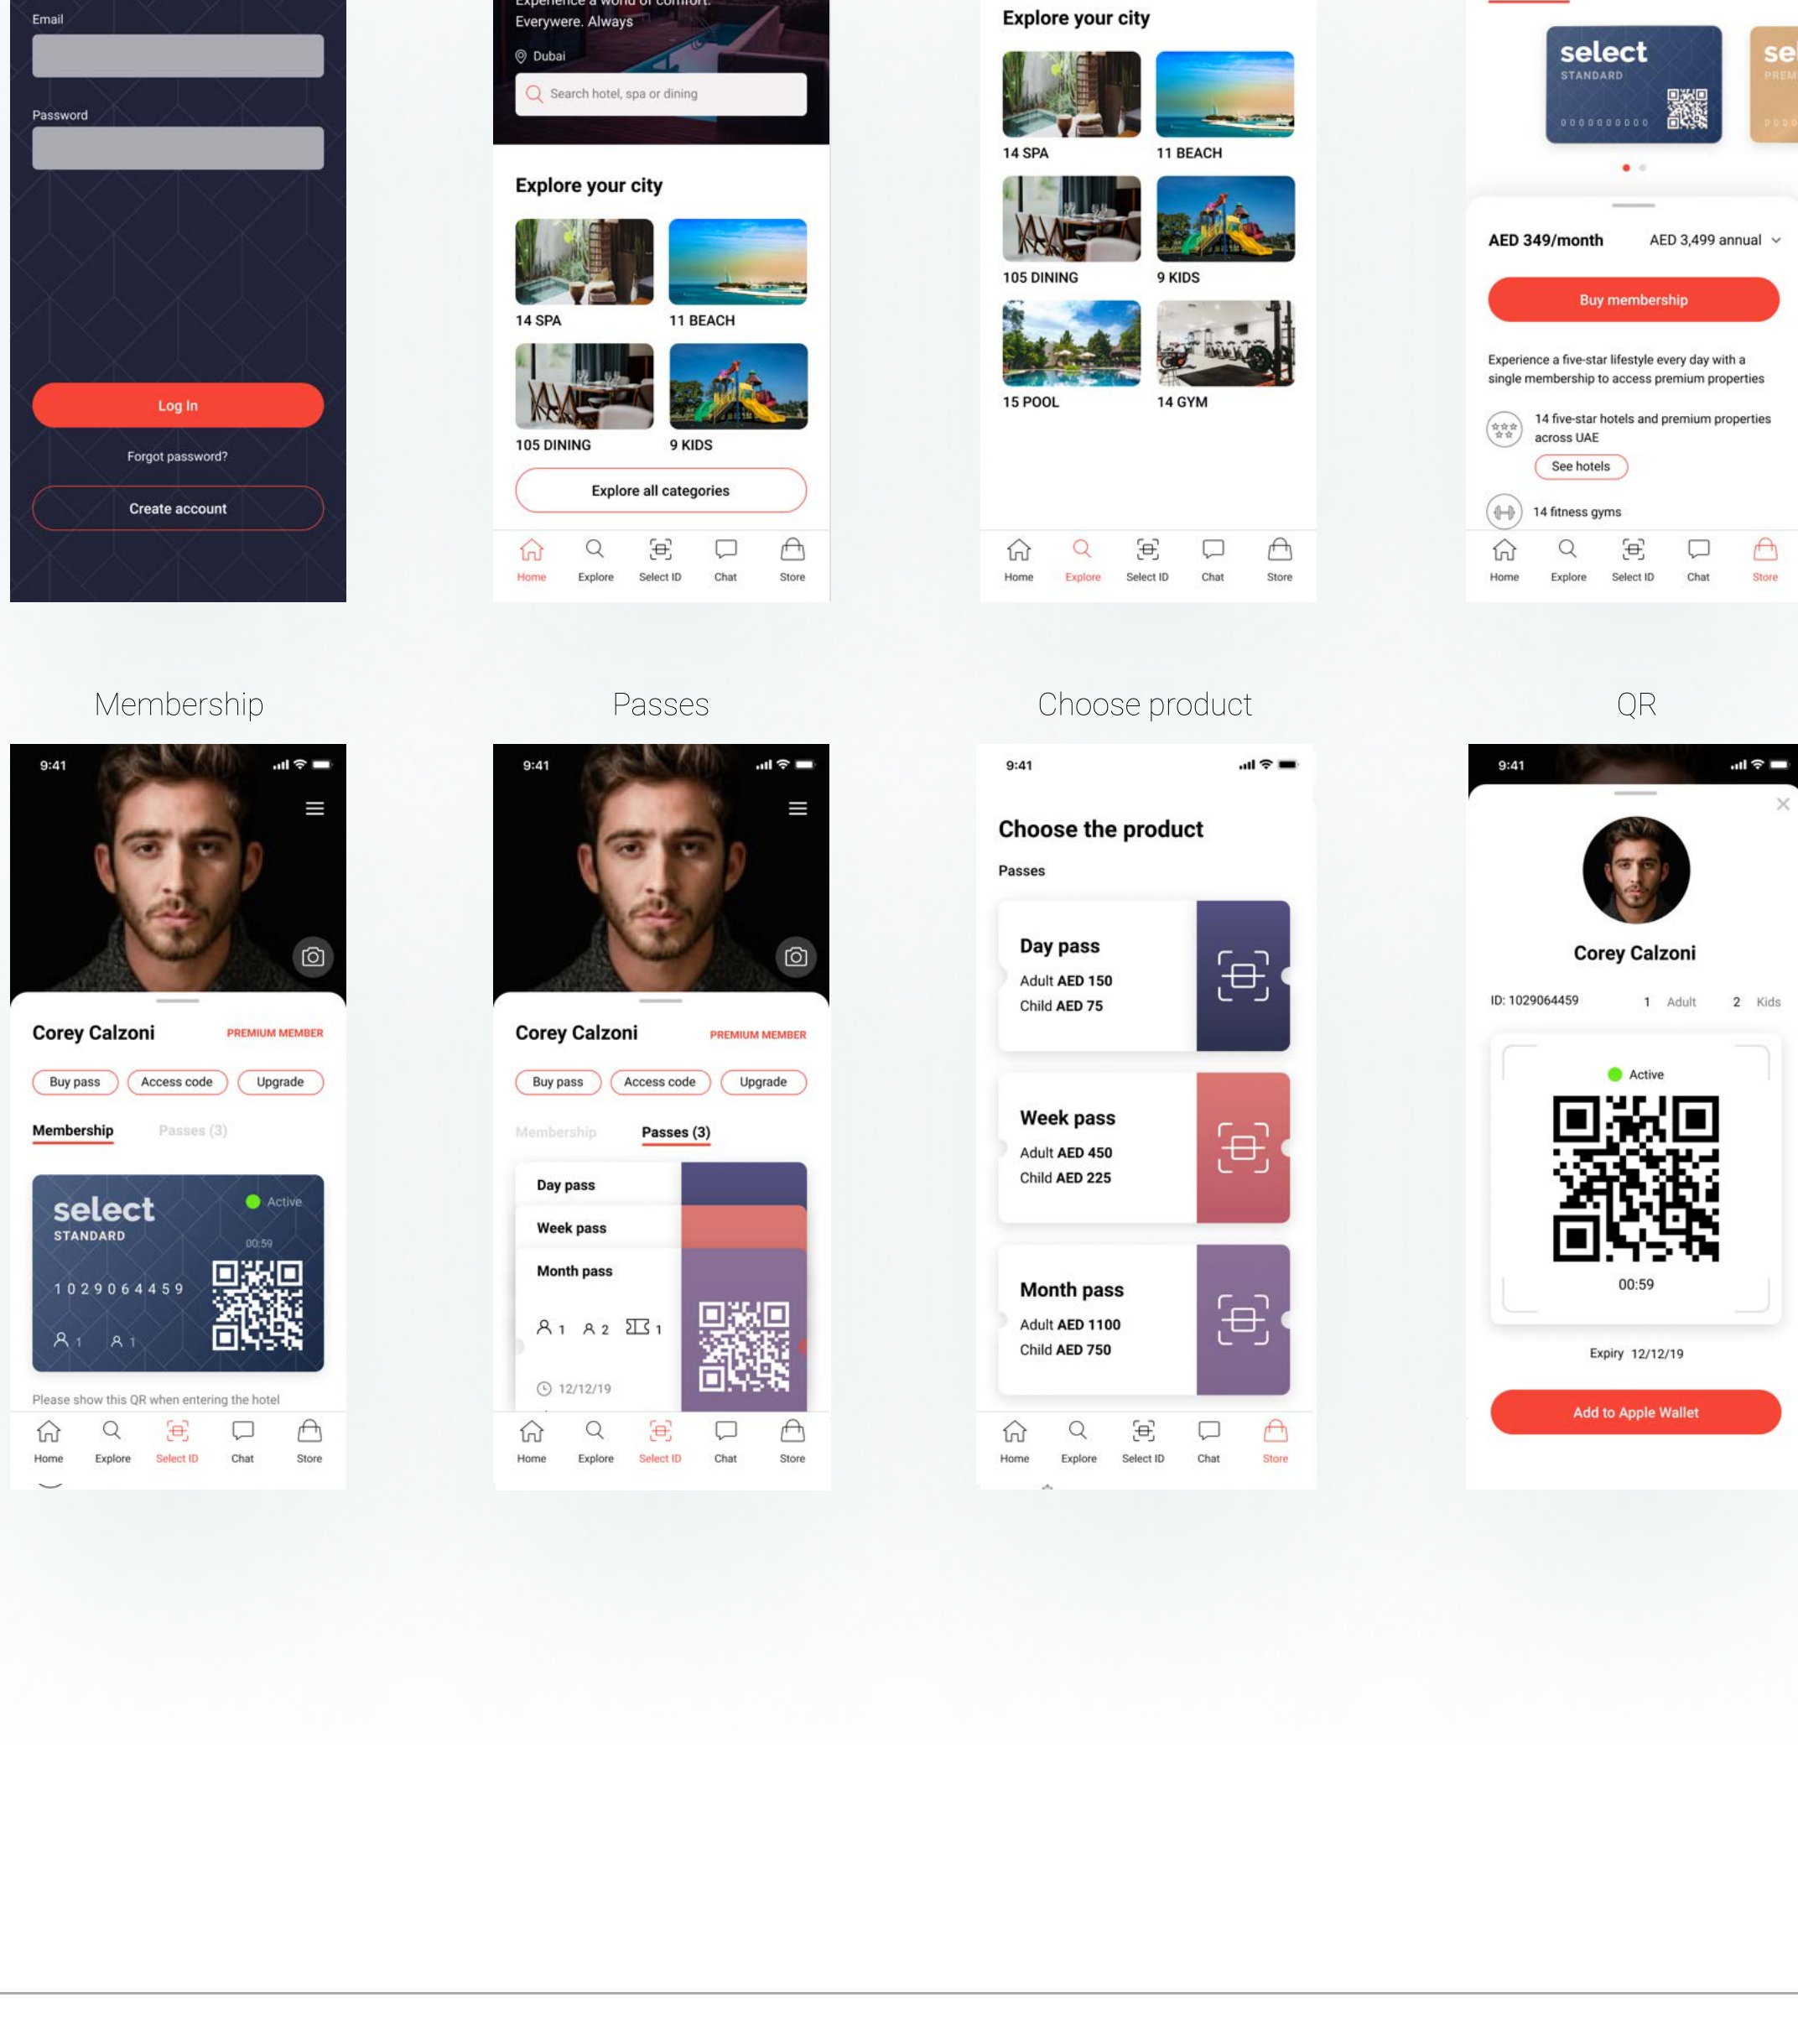 Email
Password
Log In
Forgot password?
Create account
Experience a world of comfort.
Everywere. Always
Dubai
Search hotel, spa or dining
Explore your city
14 SPA
11 BEACH
105 DINING
9 KIDS
Explore all categories
Home
Explore
Select ID
Chat
Store
Explore your city
14 SPA
11 BEACH
105 DINING
9 KIDS
15 POOL
14 GYM
Home
Explore
Select ID
Chat
Store
select
STANDARD
0000000000
AED 349/month
AED 3,499 annual
Buy membership
Experience a five-star lifestyle every day with a
single membership to access premium properties
14 five-star hotels and premium properties
across UAE
See hotels
14 fitness gyms
Home
Explore
Select ID
Chat
Store
Membership
9:41
Corey Calzoni
PREMIUM MEMBER
Buy pass
Access code
Upgrade
Membership
Passes (3)
select
STANDARD
Active
00:59
1029064459
1
1
Please show this QR when entering the hotel
Home
Explore
Select ID
Chat
Store
Passes
9:41
Corey Calzoni
PREMIUM MEMBER
Buy pass
Access code
Upgrade
Membership
Passes (3)
Day pass
Week pass
Month pass
1
2
1
12/12/19
Home
Explore
Select ID
Chat
Store
Choose product
9:41
Choose the product
Passes
Day pass
Adult AED 150
Child AED 75
Week pass
Adult AED 450
Child AED 225
Month pass
Adult AED 1100
Child AED 750
Home
Explore
Select ID
Chat
Store
QR
9:41
Corey Calzoni
ID: 1029064459
1 Adult
2 Kids
Active
00:59
Expiry 12/12/19
Add to Apple Wallet